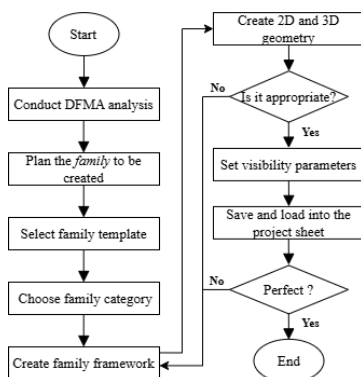 Start
Conduct DFMA analysis
Plan the family to be
created
Select family template
Choose family category
Create family framework
Create 2D and 3D
geometry
No
Is it appropriate?
Yes
Set visibility parameters
Save and load into the
project sheet
No
Perfect ?
Yes
End